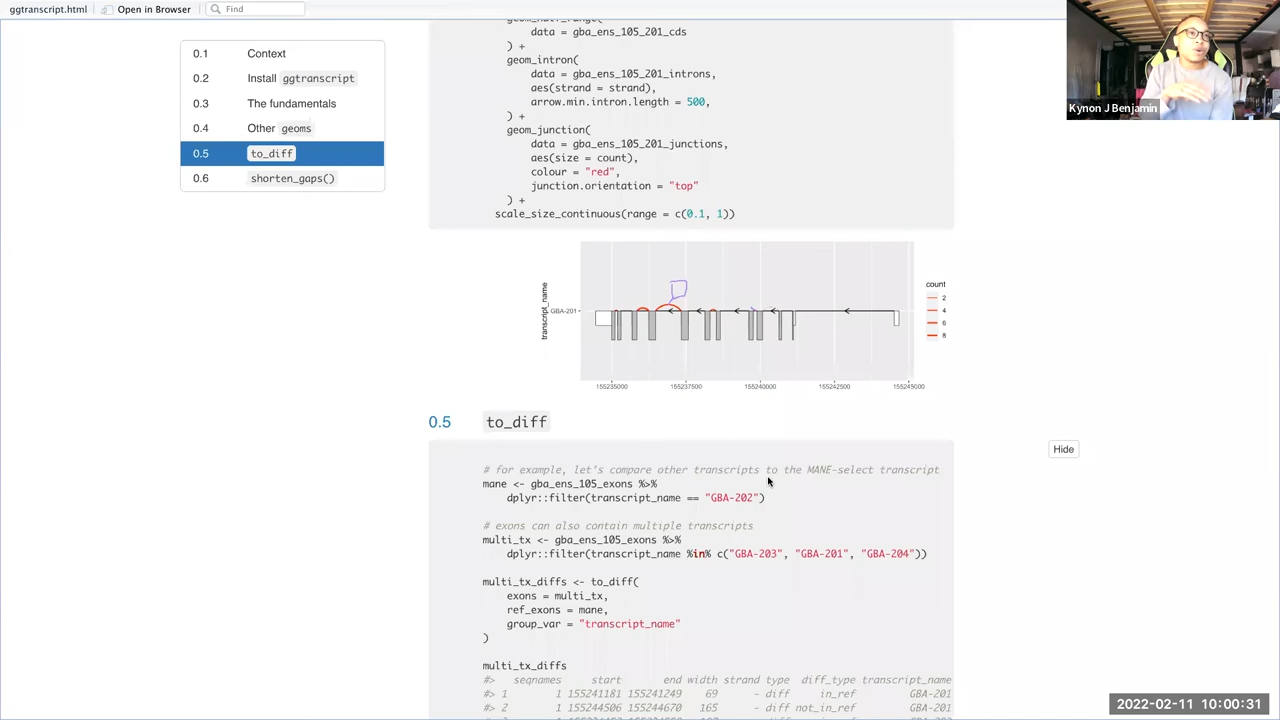 ggtranscript.html
Open in Browser
Find
0.1 Context
0.2 Install ggtranscript
0.3 The fundamentals
0.4 Other geoms
0.5 to_diff
0.6 shorten_gaps()
Kynon J Benjamin
geom_half_range(
data = gba_ens_105_201_cds
) +
geom_intron(
data = gba_ens_105_201_introns,
aes(strand = strand),
arrow.min.intron.length = 500,
) +
geom_junction(
data = gba_ens_105_201_junctions,
aes(size = count),
colour = "red",
junction.orientation = "top"
) +
scale_size_continuous(range = c(0.1, 1))
transcript_name
GBA-201
155235000 155237500 155240000 155242500 155245000
count
2
4
6
8
0.5 to_diff
Hide
# for example, let's compare other transcripts to the MANE-select transcript
mane <- gba_ens_105_exons %>%
dplyr::filter(transcript_name == "GBA-202")
# exons can also contain multiple transcripts
multi_tx <- gba_ens_105_exons %>%
dplyr::filter(transcript_name %in% c("GBA-203", "GBA-201", "GBA-204"))
multi_tx_diffs <- to_diff(
exons = multi_tx,
ref_exons = mane,
group_var = "transcript_name"
)
multi_tx_diffs
#> seqnames start end width strand type diff_type transcript_name
#> 1 1 155241181 155241249 69 - diff in_ref GBA-201
#> 2 1 155244506 155244670 165 - diff not_in_ref GBA-201
2022-02-11 10:00:31